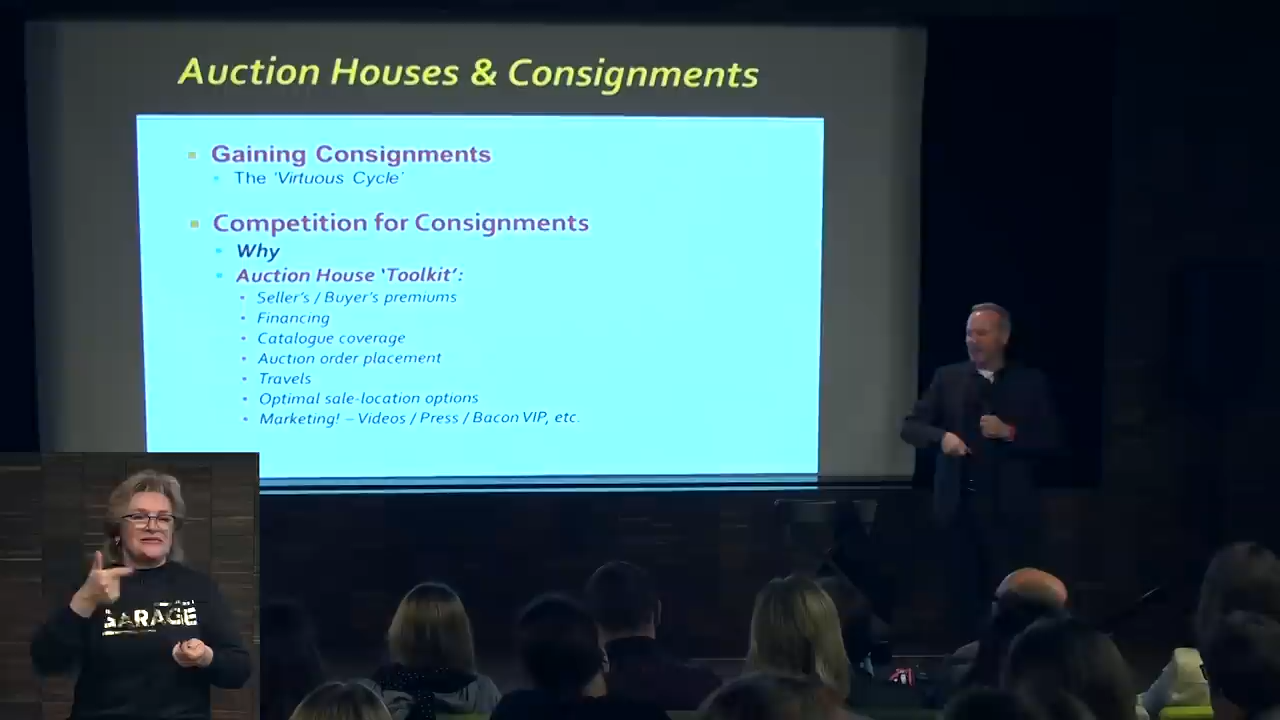 Auction Houses & Consignments
Gaining Consignments
The 'Virtuous Cycle'
Competition for Consignments
Why
Auction House 'Toolkit':
Seller's / Buyer's premiums
Financing
Catalogue coverage
Auction order placement
Travels
Optimal sale-location options
Marketing! – Videos / Press / Bacon VIP, etc.
GARAGE